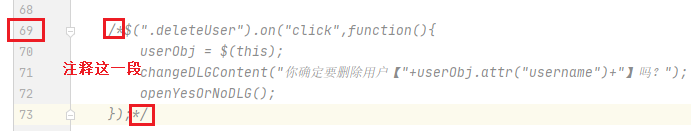 68
69 /*$(".deleteUser").on("click",function(){
70 userObj = $(this);
71 changeDLGContent("你确定要删除用户【"+userObj.attr("username")+"】吗?");
注释这一段
72 openYesOrNoDLG();
73 });*/